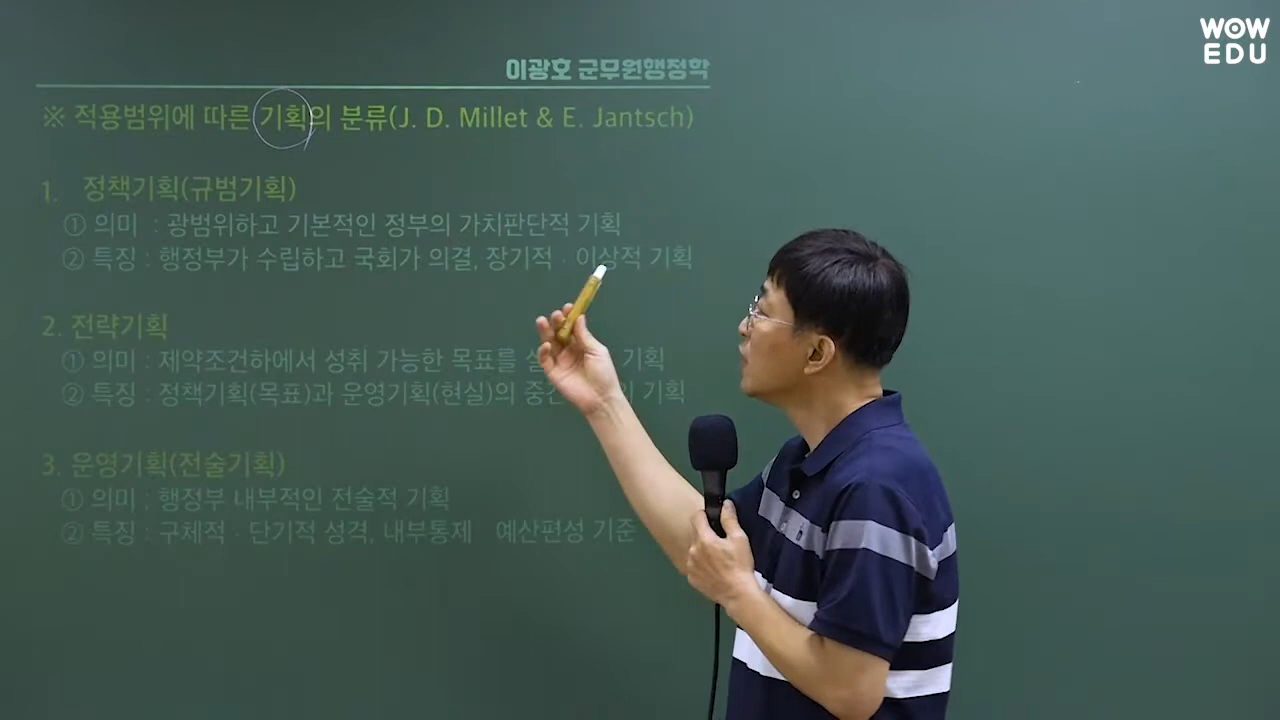 WOW
EDU
이광호 군무원행정학
※ 적용범위에 따른 기획의 분류(J. D. Millet & E. Jantsch)
1. 정책기획(규범기획)
① 의미 : 광범위하고 기본적인 정부의 가치판단적 기획
② 특징 : 행정부가 수립하고 국회가 의결, 장기적 · 이상적 기획
2. 전략기획
① 의미 : 제약조건하에서 성취 가능한 목표를 기획
② 특징 : 정책기획(목표)과 운영기획(현실)의 기획
3. 운영기획(전술기획)
① 의미 : 행정부 내부적인 전술적 기획
② 특징 : 구체적 · 단기적 성격, 내부통제 예산편성 기준